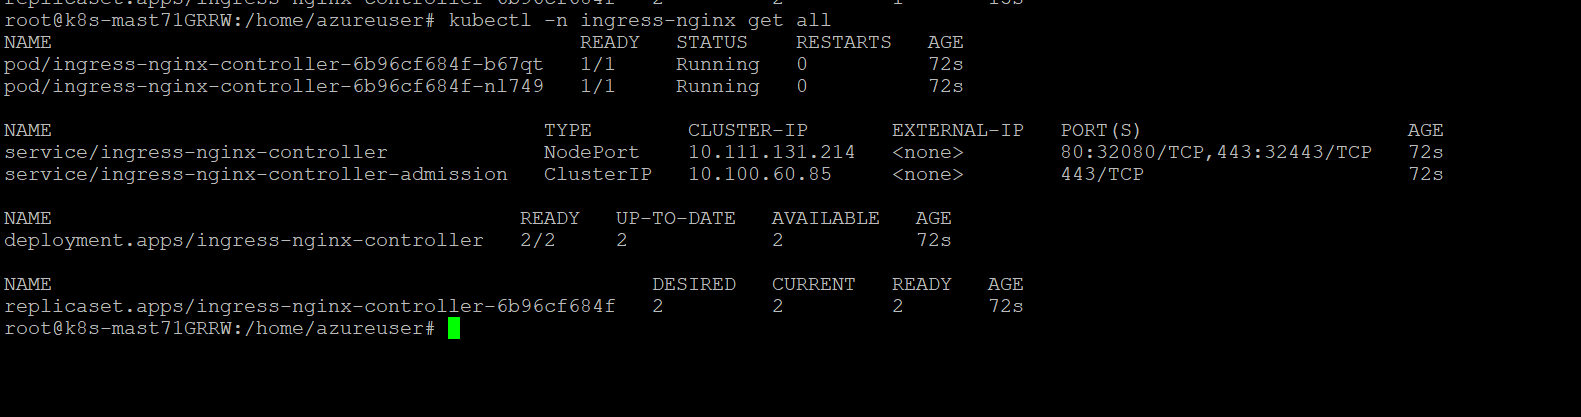 root@k8s-mast71GRRW:/home/azureuser# kubectl -n ingress-nginx get all
NAME READY STATUS RESTARTS AGE
pod/ingress-nginx-controller-6b96cf684f-b67qt 1/1 Running 0 72s
pod/ingress-nginx-controller-6b96cf684f-nl749 1/1 Running 0 72s
NAME TYPE CLUSTER-IP EXTERNAL-IP PORT(S) AGE
service/ingress-nginx-controller NodePort 10.111.131.214 <none> 80:32080/TCP,443:32443/TCP 72s
service/ingress-nginx-controller-admission ClusterIP 10.100.60.85 <none> 443/TCP 72s
NAME READY UP-TO-DATE AVAILABLE AGE
deployment.apps/ingress-nginx-controller 2/2 2 2 72s
NAME DESIRED CURRENT READY AGE
replicaset.apps/ingress-nginx-controller-6b96cf684f 2 2 2 72s
root@k8s-mast71GRRW:/home/azureuser#